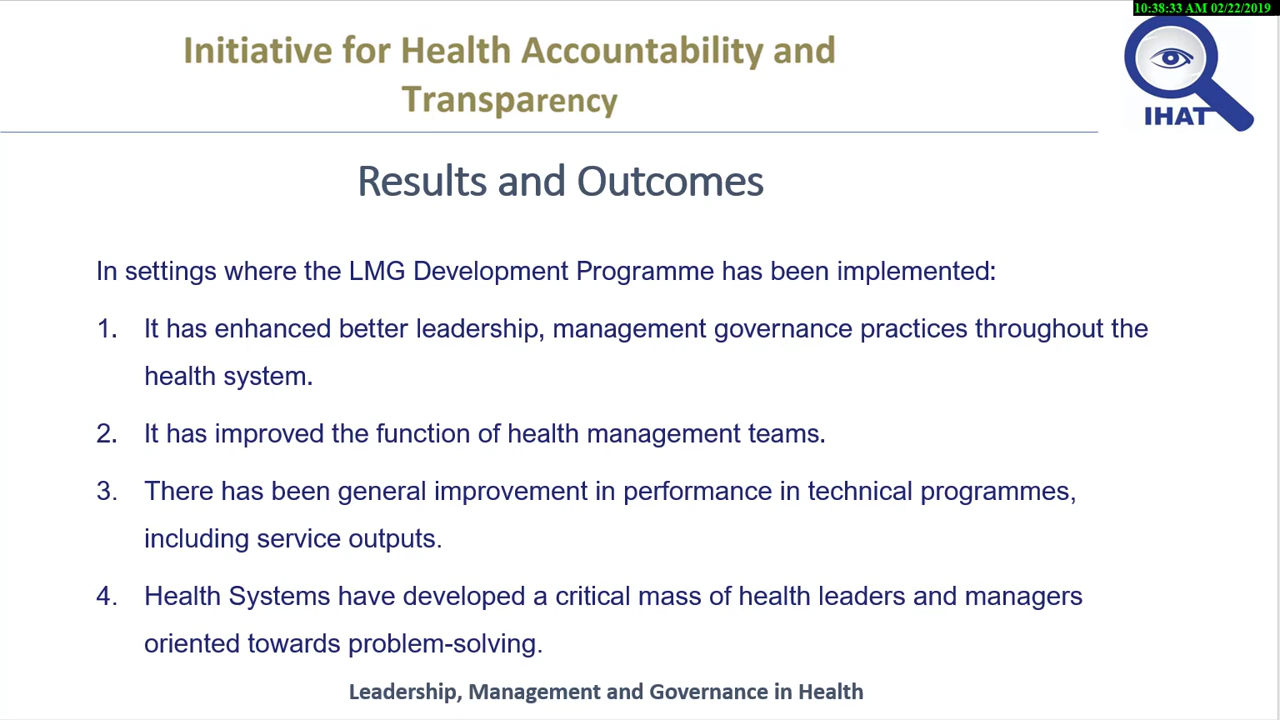 10:38:33 AM 02/22/2019
Initiative for Health Accountability and
Transparency
IHAT
Results and Outcomes
In settings where the LMG Development Programme has been implemented:
1. It has enhanced better leadership, management governance practices throughout the
health system.
2. It has improved the function of health management teams.
3. There has been general improvement in performance in technical programmes,
including service outputs.
4. Health Systems have developed a critical mass of health leaders and managers
oriented towards problem-solving.
Leadership, Management and Governance in Health